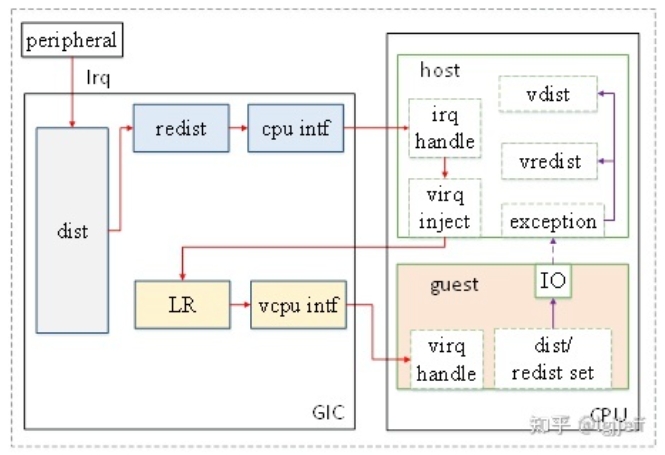 peripheral
Irq
dist
redist
cpu intf
LR
vcpu intf
GIC
host
irq
handle
virq
inject
vdist
vredist
exception
guest
IO
virq
handle
dist/
redist set
CPU
知乎